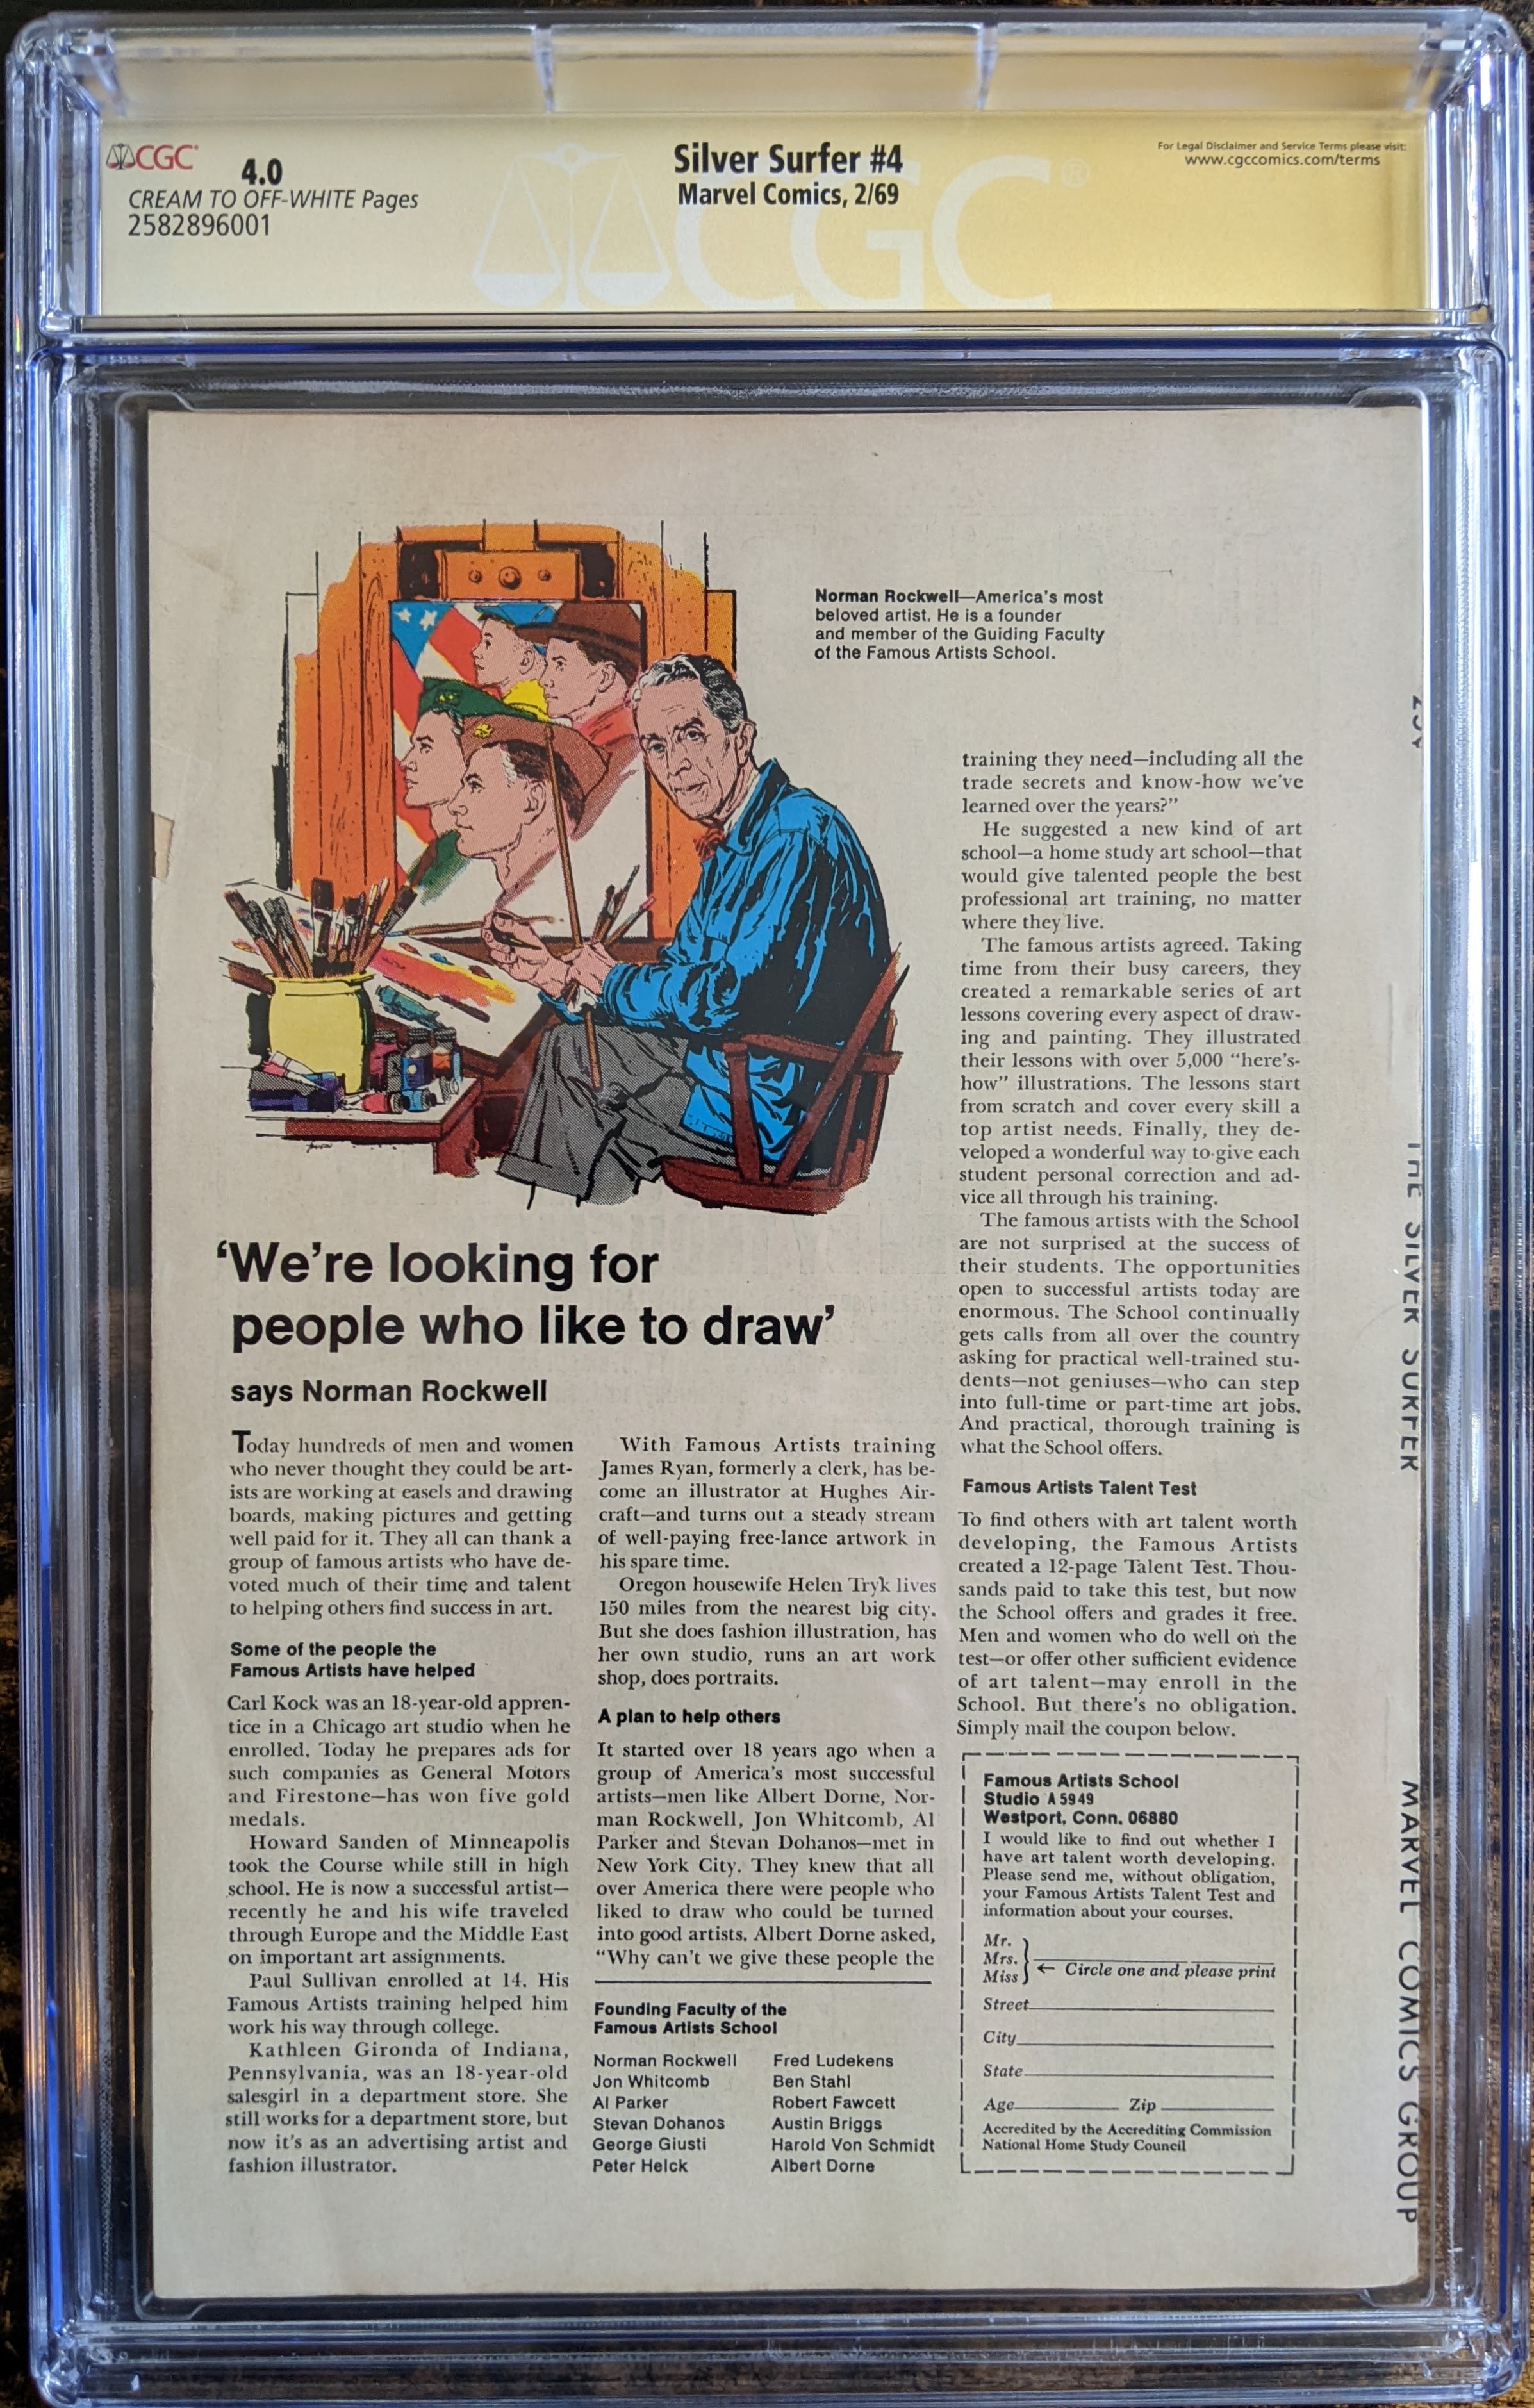 CGC
4.0
CREAM TO OFF-WHITE Pages
2582896001
Silver Surfer #4
Marvel Comics, 2/69
For Legal Disclaimer and Service Terms please visit:
www.cgccomics.com/terms
CGC
Norman Rockwell—America's most
beloved artist. He is a founder
and member of the Guiding Faculty
of the Famous Artists School.
'We're looking for
people who like to draw'
says Norman Rockwell
Today hundreds of men and women
who never thought they could be art-
ists are working at easels and drawing
boards, making pictures and getting
well paid for it. They all can thank a
group of famous artists who have de-
voted much of their time and talent
to helping others find success in art.
Some of the people the
Famous Artists have helped
Carl Kock was an 18-year-old appren-
tice in a Chicago art studio when he
enrolled. Today he prepares ads for
such companies as General Motors
and Firestone—has won five gold
medals.
Howard Sanden of Minneapolis
took the Course while still in high
school. He is now a successful artist—
recently he and his wife traveled
through Europe and the Middle East
on important art assignments.
Paul Sullivan enrolled at 14. His
Famous Artists training helped him
work his way through college.
Kathleen Gironda of Indiana,
Pennsylvania, was an 18-year-old
salesgirl in a department store. She
still works for a department store, but
now it's as an advertising artist and
fashion illustrator.
With Famous Artists training
James Ryan, formerly a clerk, has be-
come an illustrator at Hughes Air-
craft—and turns out a steady stream
of well-paying free-lance artwork in
his spare time.
Oregon housewife Helen Tryk lives
150 miles from the nearest big city.
But she does fashion illustration, has
her own studio, runs an art work
shop, does portraits.
A plan to help others
It started over 18 years ago when a
group of America's most successful
artists—men like Albert Dorne, Nor-
man Rockwell, Jon Whitcomb, Al
Parker and Stevan Dohanos—met in
New York City. They knew that all
over America there were people who
liked to draw who could be turned
into good artists. Albert Dorne asked,
"Why can't we give these people the
training they need—including all the
trade secrets and know-how we've
learned over the years?"
He suggested a new kind of art
school—a home study art school—that
would give talented people the best
professional art training, no matter
where they live.
The famous artists agreed. Taking
time from their busy careers, they
created a remarkable series of art
lessons covering every aspect of draw-
ing and painting. They illustrated
their lessons with over 5,000 "here's-
how" illustrations. The lessons start
from scratch and cover every skill a
top artist needs. Finally, they de-
veloped a wonderful way to give each
student personal correction and ad-
vice all through his training.
The famous artists with the School
are not surprised at the success of
their students. The opportunities
open to successful artists today are
enormous. The School continually
gets calls from all over the country
asking for practical well-trained stu-
dents—not geniuses—who can step
into full-time or part-time art jobs.
And practical, thorough training is
what the School offers.
Famous Artists Talent Test
To find others with art talent worth
developing, the Famous Artists
created a 12-page Talent Test. Thou-
sands paid to take this test, but now
the School offers and grades it free.
Men and women who do well on the
test—or offer other sufficient evidence
of art talent—may enroll in the
School. But there's no obligation.
Simply mail the coupon below.
Founding Faculty of the
Famous Artists School
Norman Rockwell
Jon Whitcomb
Al Parker
Stevan Dohanos
George Giusti
Peter Helck
Fred Ludekens
Ben Stahl
Robert Fawcett
Austin Briggs
Harold Von Schmidt
Albert Dorne
Famous Artists School
Studio A 5949
Westport, Conn. 06880
I would like to find out whether I
have art talent worth developing.
Please send me, without obligation,
your Famous Artists Talent Test and
information about your courses.
Mr.
Mrs.
Miss
← Circle one and please print
Street
City
State
Age Zip
Accredited by the Accrediting Commission
National Home Study Council
THE SILVER SURFER
MARVEL COMICS GROUP